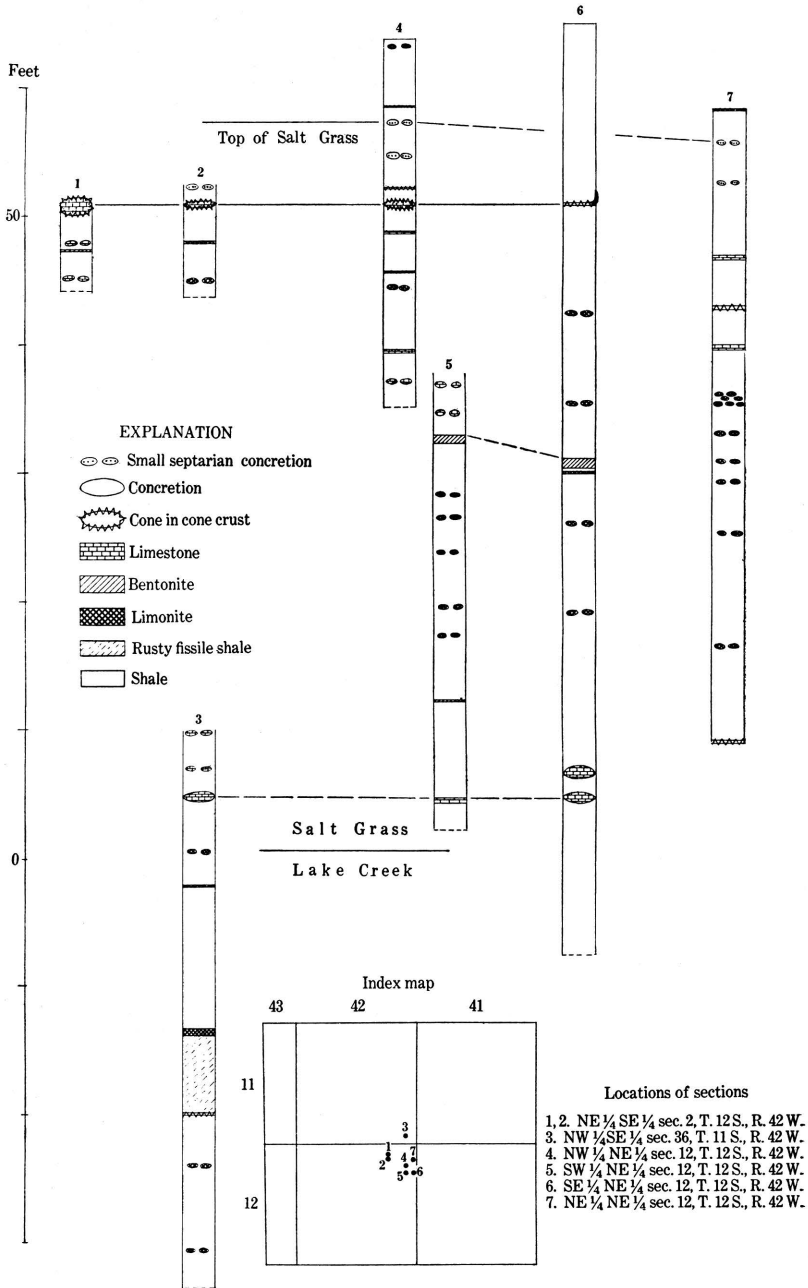 6
4
Feet
7
Top of Salt Grass
1
2
50
5
EXPLANATION
Small septarian concretion
Concretion
Cone in cone crust
Limestone
Bentonite
Limonite
Rusty fissile shale
Shale
3
Salt Grass
0
Lake Creek
Index map
43 42 41
11
3
1
2
4 7
5 6
12
Locations of sections
1, 2. NE ¼ SE ¼ sec. 2, T. 12 S., R. 42 W.
3. NW ¼ SE ¼ sec. 36, T. 11 S., R. 42 W.
4. NW ¼ NE ¼ sec. 12, T. 12 S., R. 42 W.
5. SW ¼ NE ¼ sec. 12, T. 12 S., R. 42 W.
6. SE ¼ NE ¼ sec. 12, T. 12 S., R. 42 W.
7. NE ¼ NE ¼ sec. 12, T. 12 S., R. 42 W.